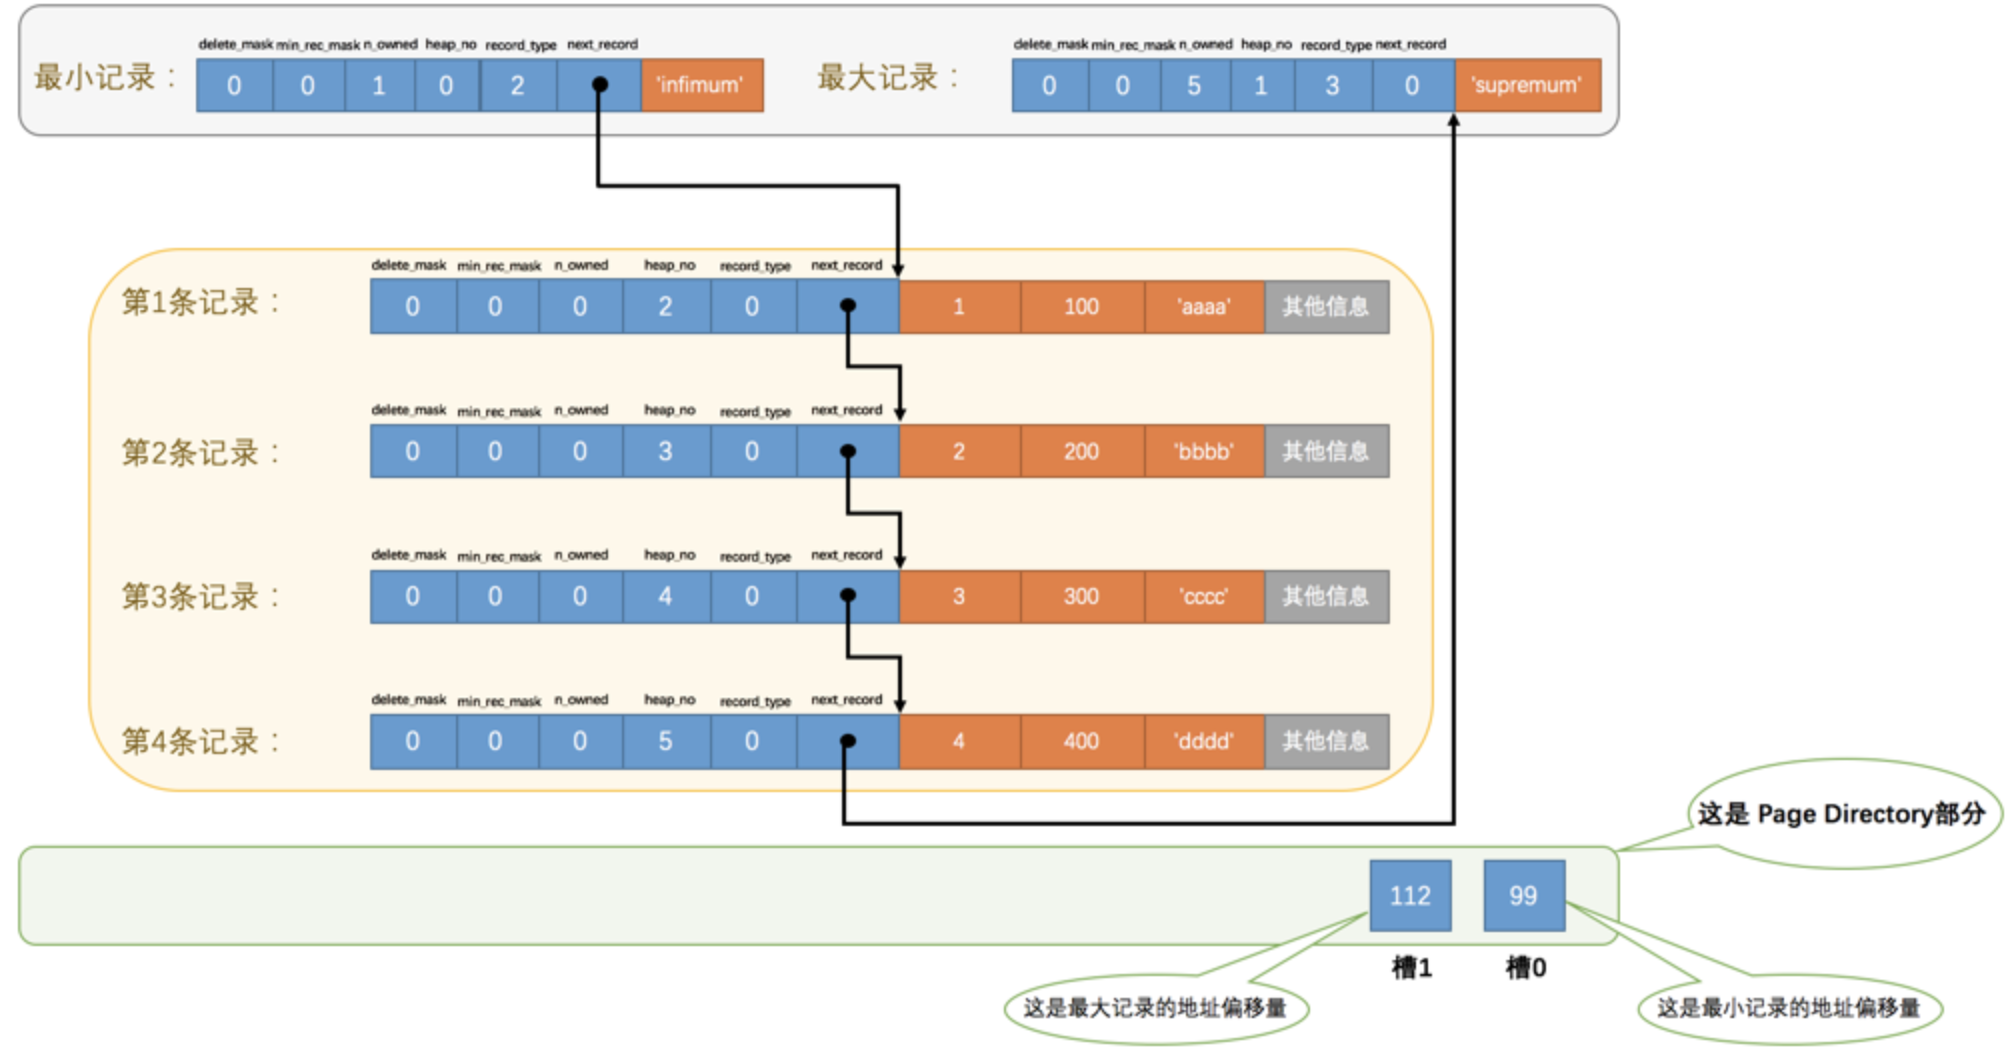 delete_mask min_rec_mask n_owned heap_no record_type next_record
最小记录： 0 0 1 0 2 'infimum'
delete_mask min_rec_mask n_owned heap_no record_type next_record
最大记录： 0 0 5 1 3 0 'supremum'
delete_mask min_rec_mask n_owned heap_no record_type next_record
第1条记录： 0 0 0 2 0 1 100 'aaaa' 其他信息
delete_mask min_rec_mask n_owned heap_no record_type next_record
第2条记录： 0 0 0 3 0 2 200 'bbbb' 其他信息
delete_mask min_rec_mask n_owned heap_no record_type next_record
第3条记录： 0 0 0 4 0 3 300 'cccc' 其他信息
delete_mask min_rec_mask n_owned heap_no record_type next_record
第4条记录： 0 0 0 5 0 4 400 'dddd' 其他信息
这是 Page Directory部分
112 99
槽1 槽0
这是最大记录的地址偏移量
这是最小记录的地址偏移量